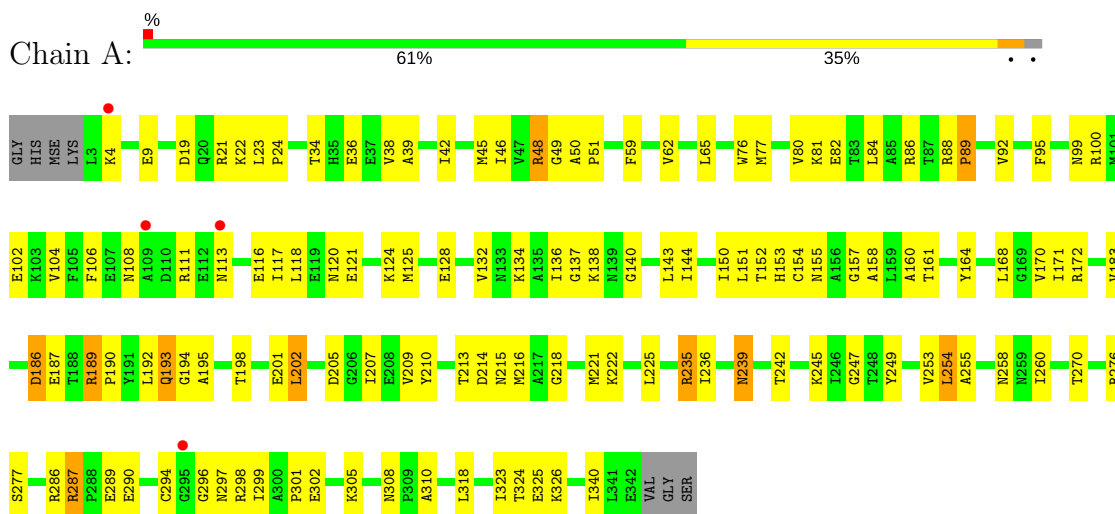 %
Chain A:
61% 35% • •
GLY HIS MSE LYS L3 K4 E9 D19 Q20 R21 K22 L23 P24 T34 H35 E36 E37 V38 A39 I42 M45 I46 V47 R48 G49 A50 P51 F59 V62 L65 W76 M77 V80 K81 E82 T83 L84 A85 R86 T87 R88 P89 V92 F95 N99 R100 M101
E102 K103 V104 F105 F106 E107 N108 A109 D110 R111 E112 N113 E116 I117 L118 E119 N120 E121 K124 M125 E128 V132 N133 K134 A135 I136 G137 K138 N139 G140 L143 I144 I150 L151 T152 H153 C154 N155 A156 G157 A158 L159 A160 T161 Y164 L168 G169 V170 I171 R172 V183
D186 E187 T188 R189 P190 Y191 L192 Q193 G194 A195 T198 E201 L202 D205 G206 I207 E208 V209 Y210 T213 D214 N215 M216 A217 G218 M221 K222 L225 R235 I236 N239 T242 K245 I246 G247 T248 Y249 V253 L254 A255 N258 N259 I260 T270 R276
S277 R286 R287 P288 E289 E290 C294 G295 G296 N297 R298 I299 A300 P301 E302 K305 N308 P309 A310 L318 I323 T324 E325 K326 I340 L341 E342 VAL GLY SER